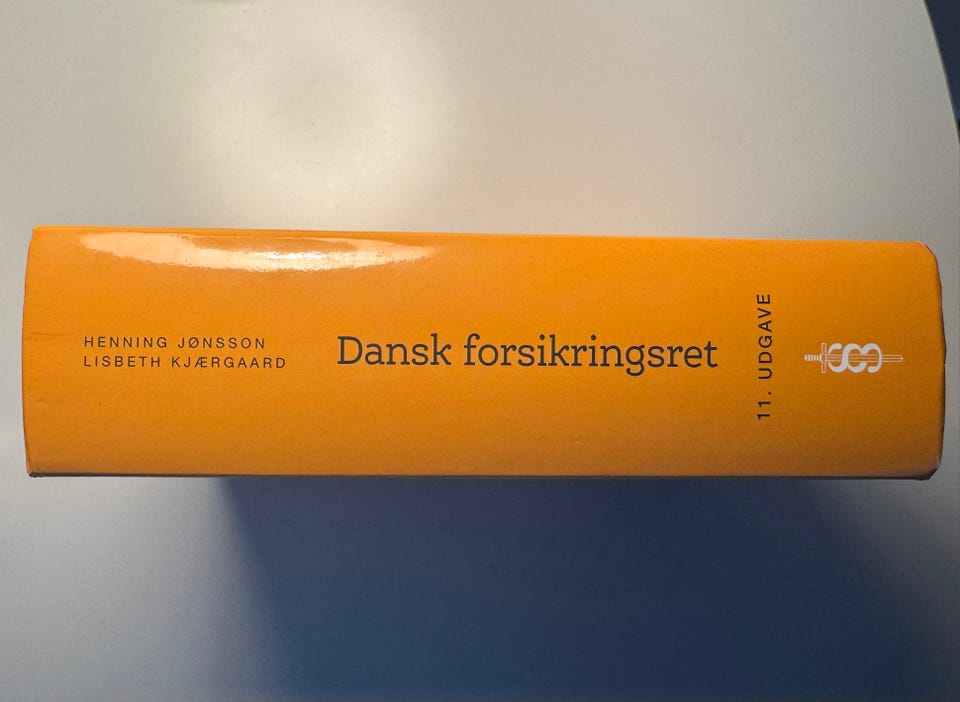 HENNING JØNSSON
LISBETH KJÆRGAARD
Dansk forsikringsret
11. UDGAVE